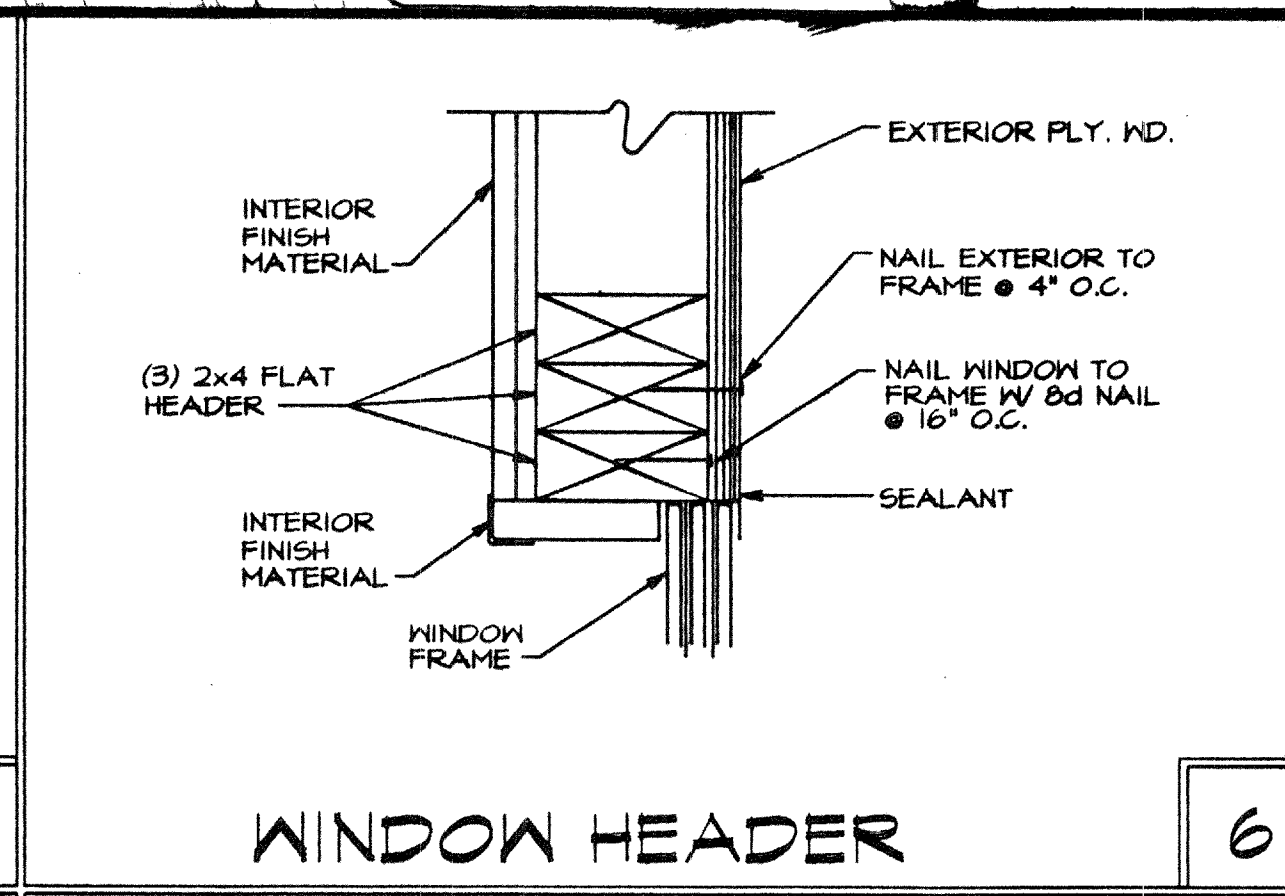 EXTERIOR PLY. WD.
INTERIOR
FINISH
MATERIAL
NAIL EXTERIOR TO
FRAME @ 4" O.C.
(3) 2x4 FLAT
HEADER
NAIL WINDOW TO
FRAME W/ 8d NAIL
@ 16" O.C.
SEALANT
INTERIOR
FINISH
MATERIAL
WINDOW
FRAME
WINDOW HEADER
6